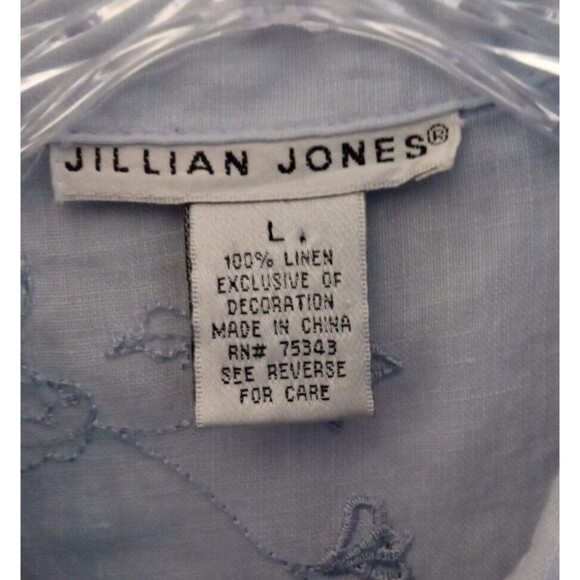 JILLIAN JONES®
L
100% LINEN
EXCLUSIVE OF
DECORATION
MADE IN CHINA
RN# 75343
SEE REVERSE
FOR CARE